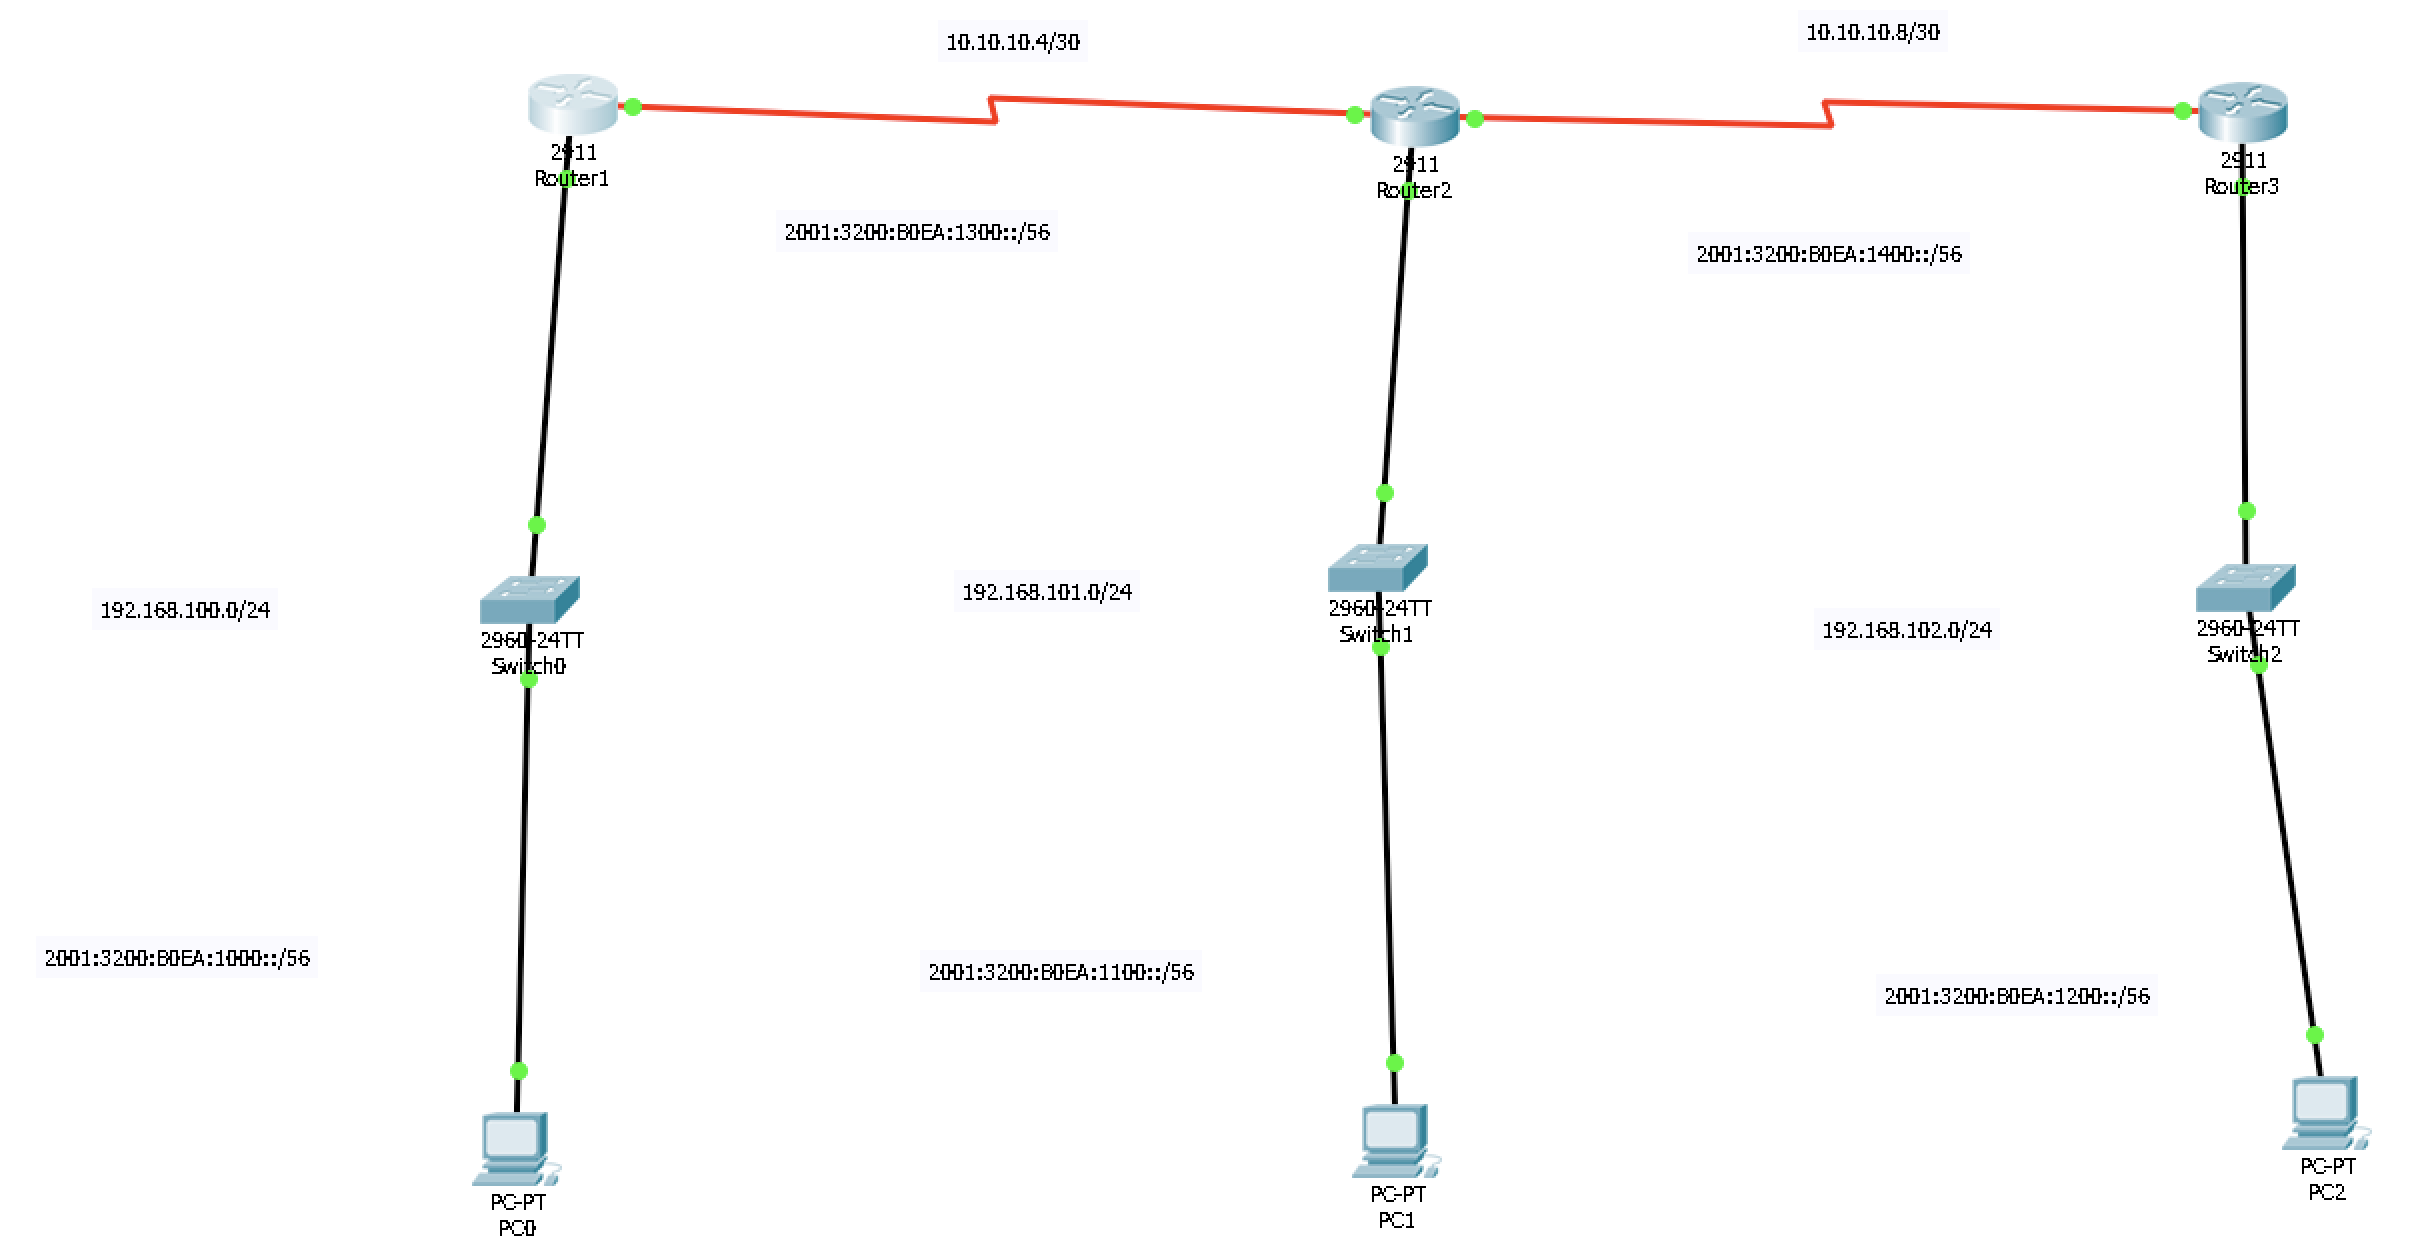 10.10.10.4/30
10.10.10.8/30
2911
Router1
2911
Router2
2911
Router3
2001:3200:B0EA:1300::/56
2001:3200:B0EA:1400::/56
192.168.100.0/24
2960-24TT
Switch0
192.168.101.0/24
2960-24TT
Switch1
192.168.102.0/24
2960-24TT
Switch2
2001:3200:B0EA:1000::/56
2001:3200:B0EA:1100::/56
2001:3200:B0EA:1200::/56
PC-PT
PC0
PC-PT
PC1
PC-PT
PC2